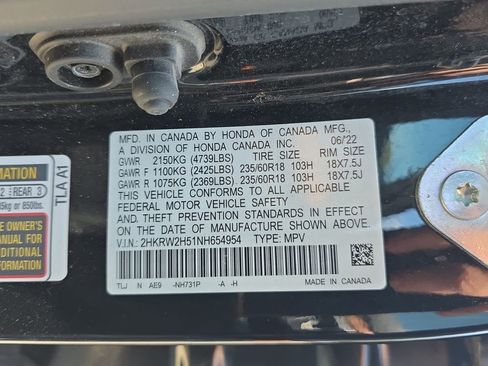 MFD. IN CANADA BY HONDA OF CANADA MFG.,
A DIVISION OF HONDA CANADA INC. 06/22
GVWR 2150KG (4739LBS) TIRE SIZE RIM SIZE
GAWR F 1100KG (2425LBS) 235/60R18 103H 18X7.5J
GAWR R 1075KG (2369LBS) 235/60R18 103H 18X7.5J
THIS VEHICLE CONFORMS TO ALL APPLICABLE
FEDERAL MOTOR VEHICLE SAFETY
AND THEFT PREVENTION STANDARDS IN EFFECT
ON THE DATE OF MANUFACTURE SHOWN ABOVE.
V.I.N.: 2HKRW2H51NH654954 TYPE: MPV
TLJ N AE9 -NH731P -A -H
MADE IN CANADA
TLA A1
MATION
2 REAR 3
5kg or 850lbs.
E OWNER'S
ANUAL FOR
DDITIONAL
FORMATION